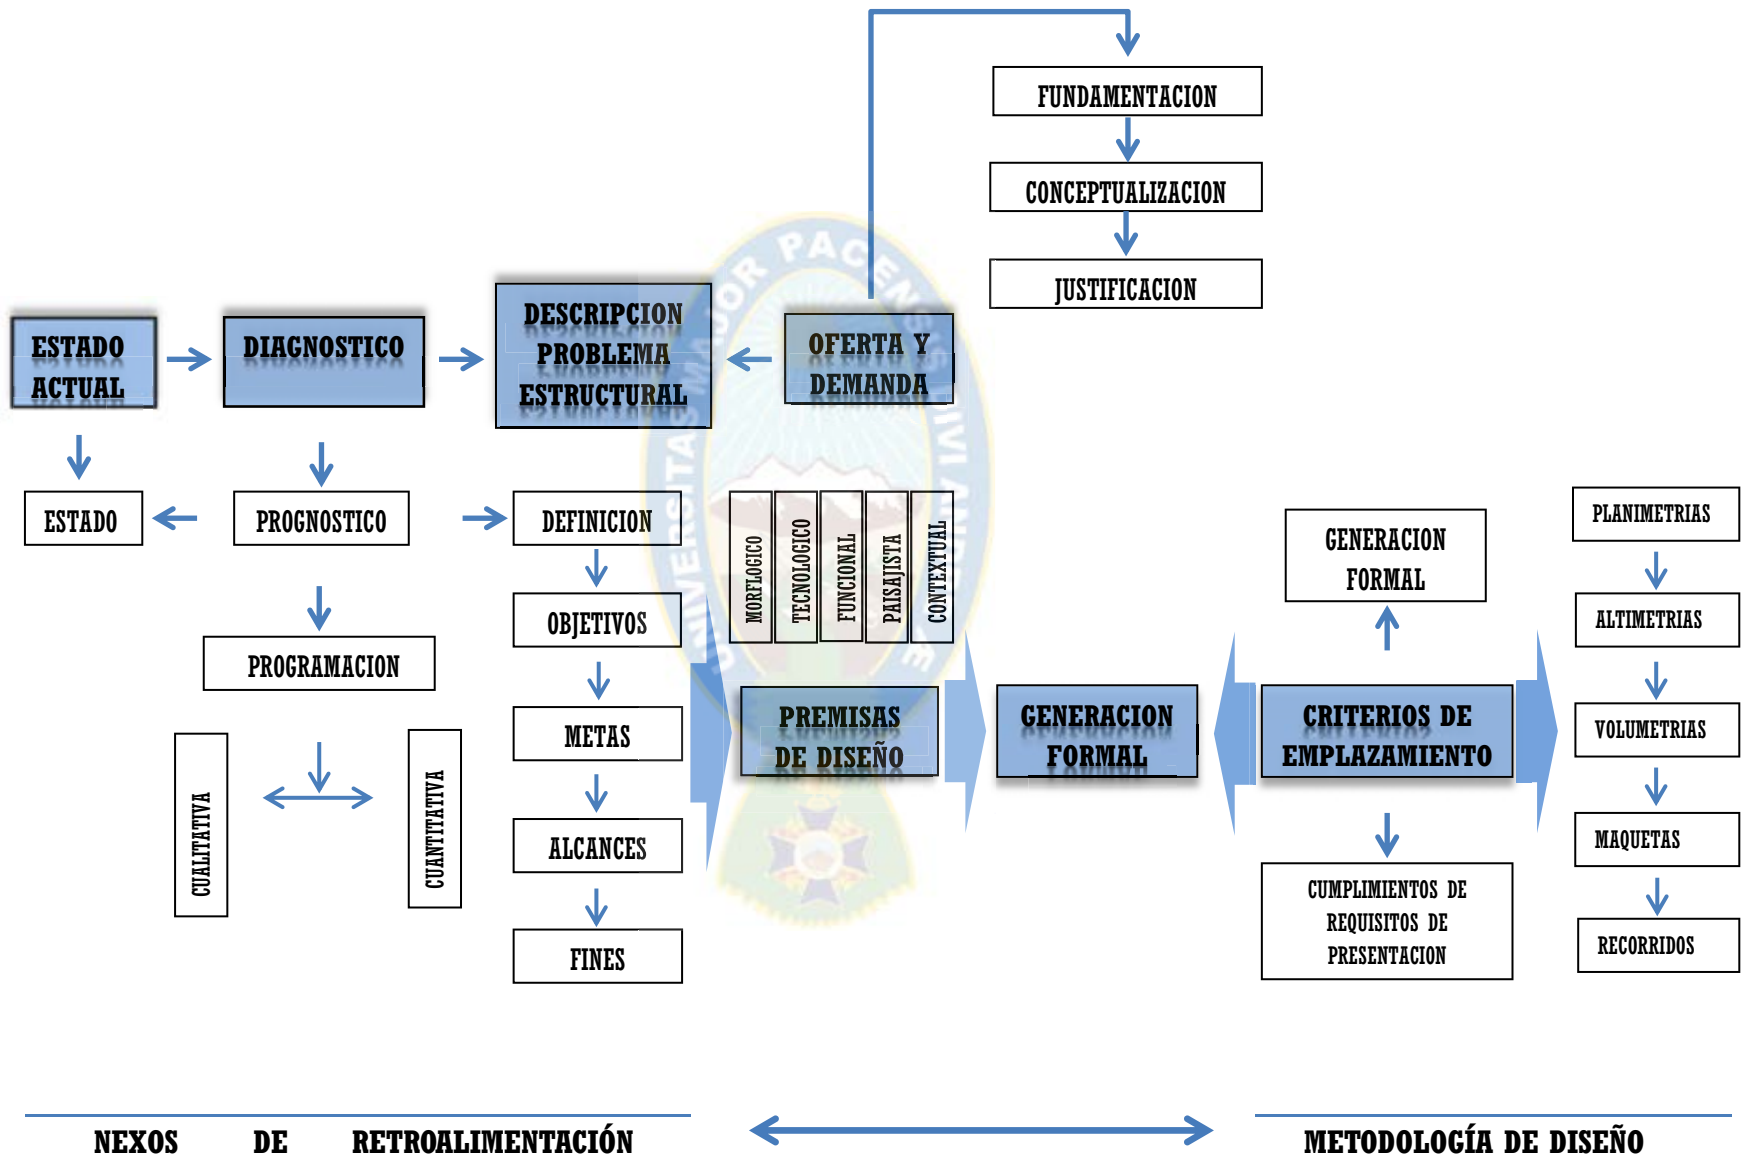 FUNDAMENTACION
CONCEPTUALIZACION
JUSTIFICACION
ESTADO
ACTUAL
DIAGNOSTICO
DESCRIPCION
PROBLEMA
ESTRUCTURAL
OFERTA Y
DEMANDA
ESTADO
PROGNOSTICO
DEFINICION
OBJETIVOS
METAS
ALCANCES
FINES
PROGRAMACION
CUALITATIVA
CUANTITATIVA
MORFLOGICO
TECNOLOGICO
FUNCIONAL
PAISAJISTA
CONTEXTUAL
PREMISAS
DE DISEÑO
GENERACION
FORMAL
GENERACION
FORMAL
CRITERIOS DE
EMPLAZAMIENTO
CUMPLIMIENTOS DE
REQUISITOS DE
PRESENTACION
PLANIMETRIAS
ALTIMETRIAS
VOLUMETRIAS
MAQUETAS
RECORRIDOS
NEXOS DE RETROALIMENTACIÓN
METODOLOGÍA DE DISEÑO